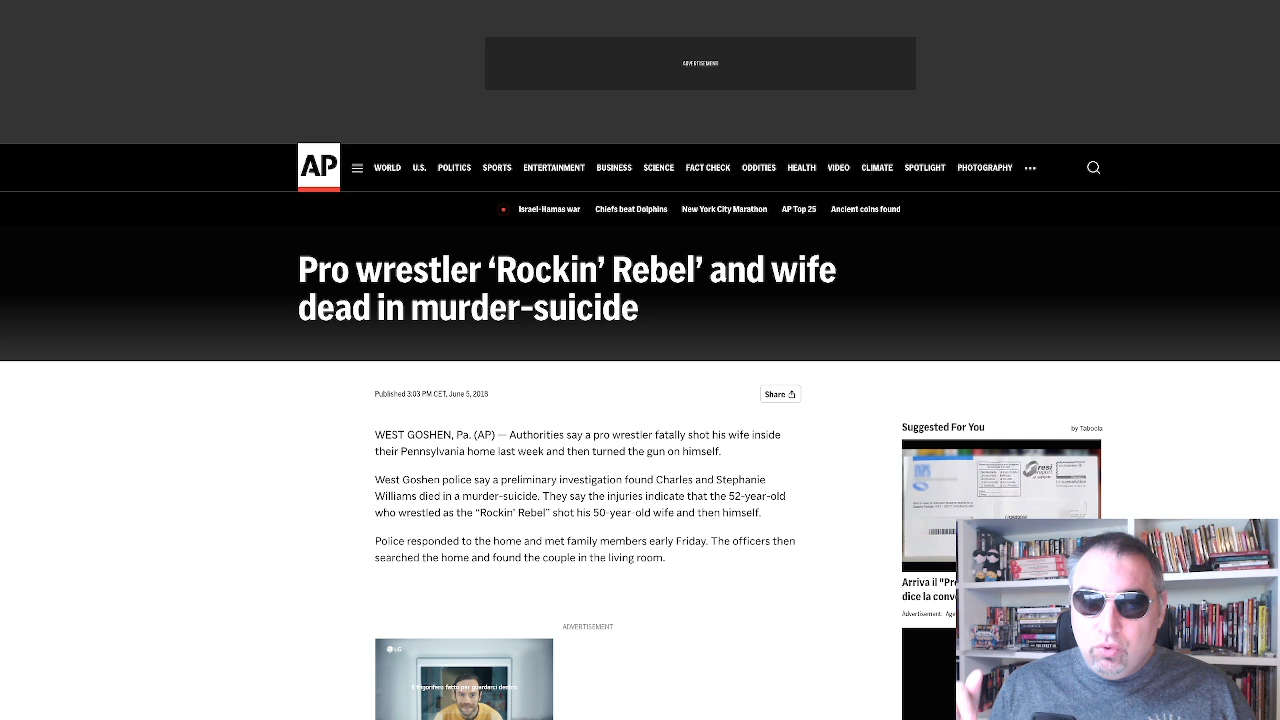 ADVERTISEMENT
AP
WORLD U.S. POLITICS SPORTS ENTERTAINMENT BUSINESS SCIENCE FACT CHECK ODDITIES HEALTH VIDEO CLIMATE SPOTLIGHT PHOTOGRAPHY
Israel-Hamas war Chiefs beat Dolphins New York City Marathon AP Top 25 Ancient coins found
Pro wrestler ‘Rockin’ Rebel’ and wife
dead in murder-suicide
Published 3:03 PM CET, June 5, 2018
Share
WEST GOSHEN, Pa. (AP) — Authorities say a pro wrestler fatally shot his wife inside
their Pennsylvania home last week and then turned the gun on himself.
West Goshen police say a preliminary investigation found Charles and Stephanie
Williams died in a murder-suicide. They say the injuries indicate that the 52-year-old
who wrestled as the “Rockin’ Rebel” shot his 50-year-old wife and then himself.
Police responded to the home and met family members early Friday. The officers then
searched the home and found the couple in the living room.
ADVERTISEMENT
LG
Il frigorifero fatto per guardarci dentro.
Suggested For You
by Taboola
resi
Arriva il "Pr
dice la conv
Advertisement: Ag